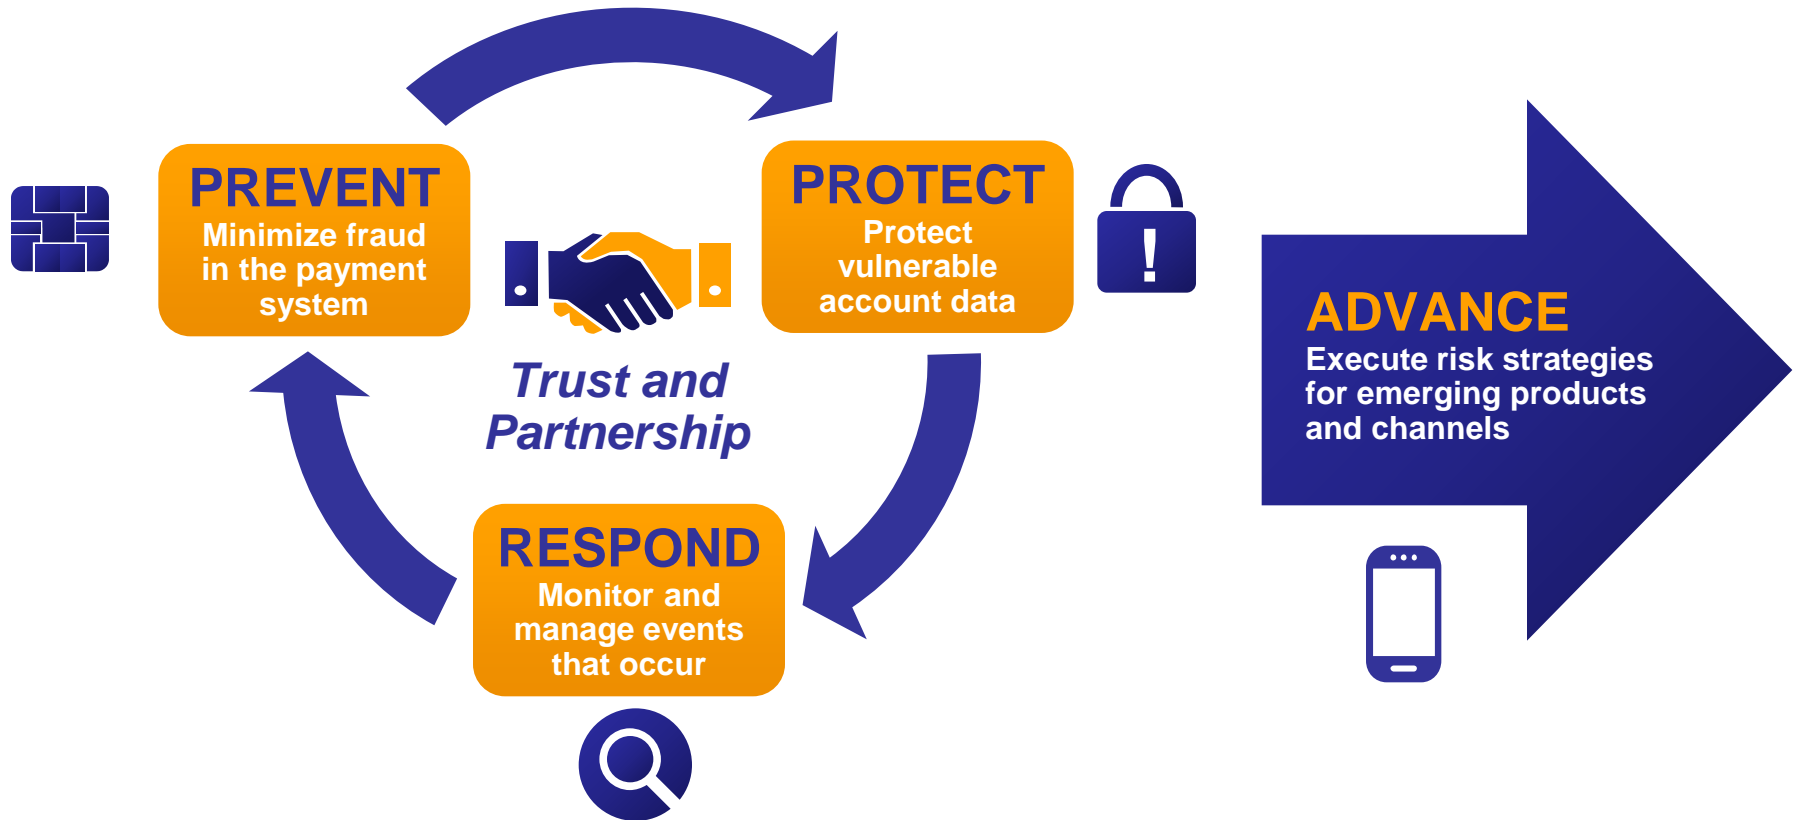 PREVENT
Minimize fraud
in the payment
system
PROTECT
Protect
vulnerable
account data
!
Trust and
Partnership
RESPOND
Monitor and
manage events
that occur
ADVANCE
Execute risk strategies
for emerging products
and channels